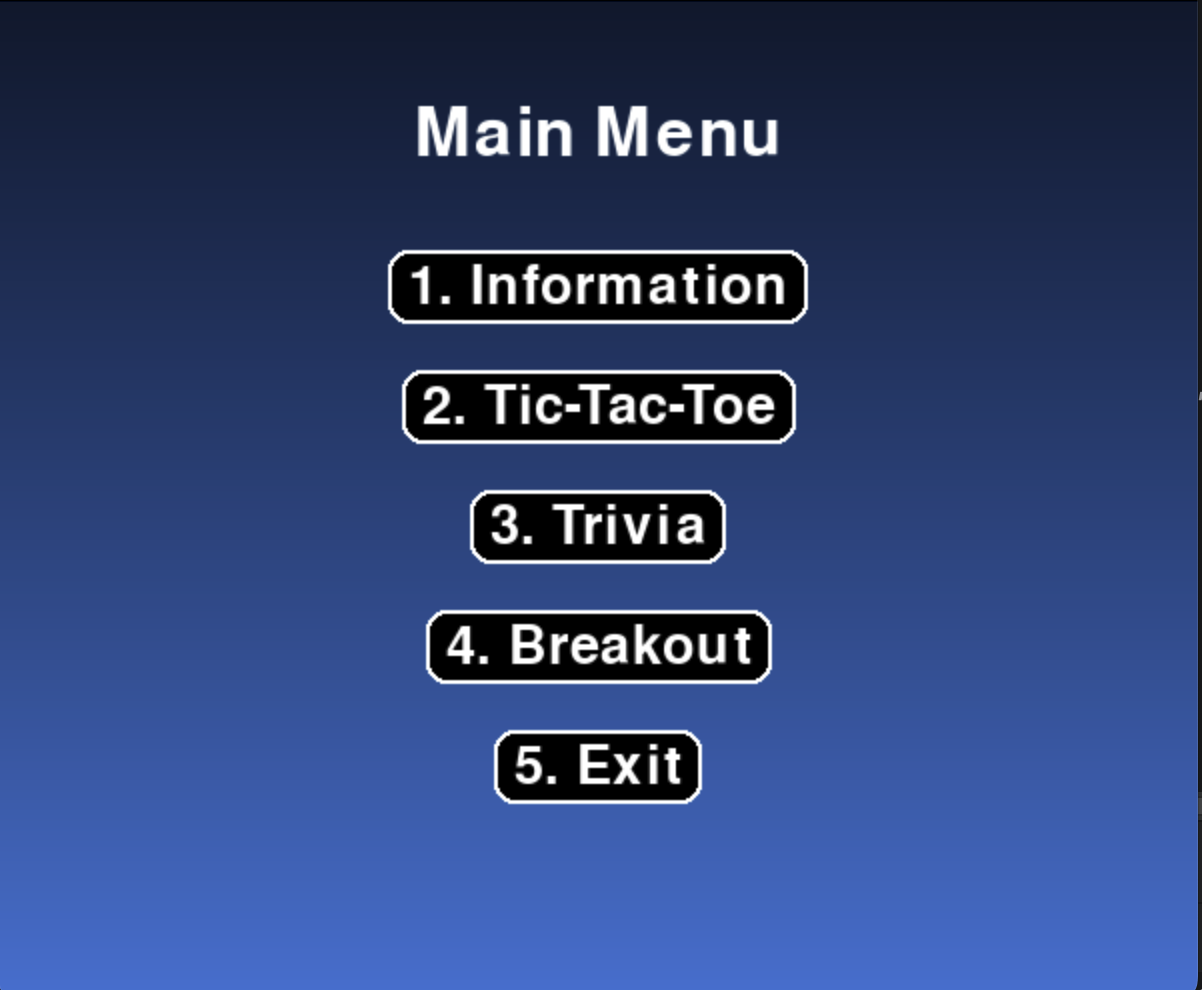 Main Menu
1. Information
2. Tic-Tac-Toe
3. Trivia
4. Breakout
5. Exit